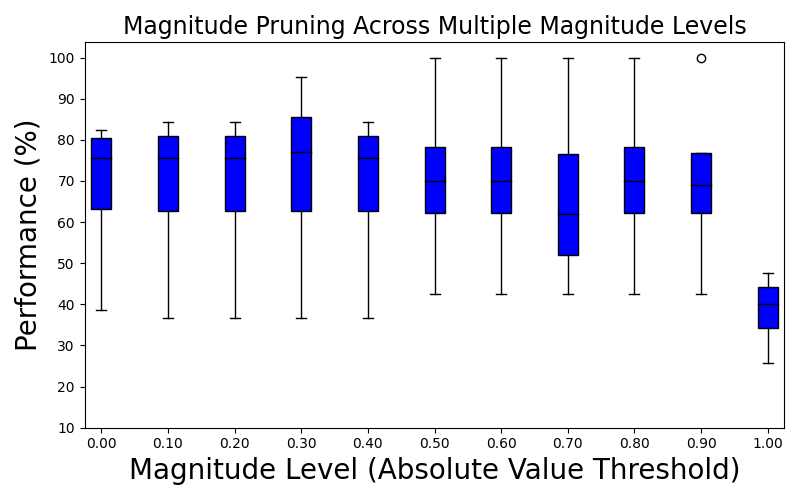 Magnitude Pruning Across Multiple Magnitude Levels
100
90
80
70
60
50
40
30
20
10
Performance (%)
0.00 0.10 0.20 0.30 0.40 0.50 0.60 0.70 0.80 0.90 1.00
Magnitude Level (Absolute Value Threshold)